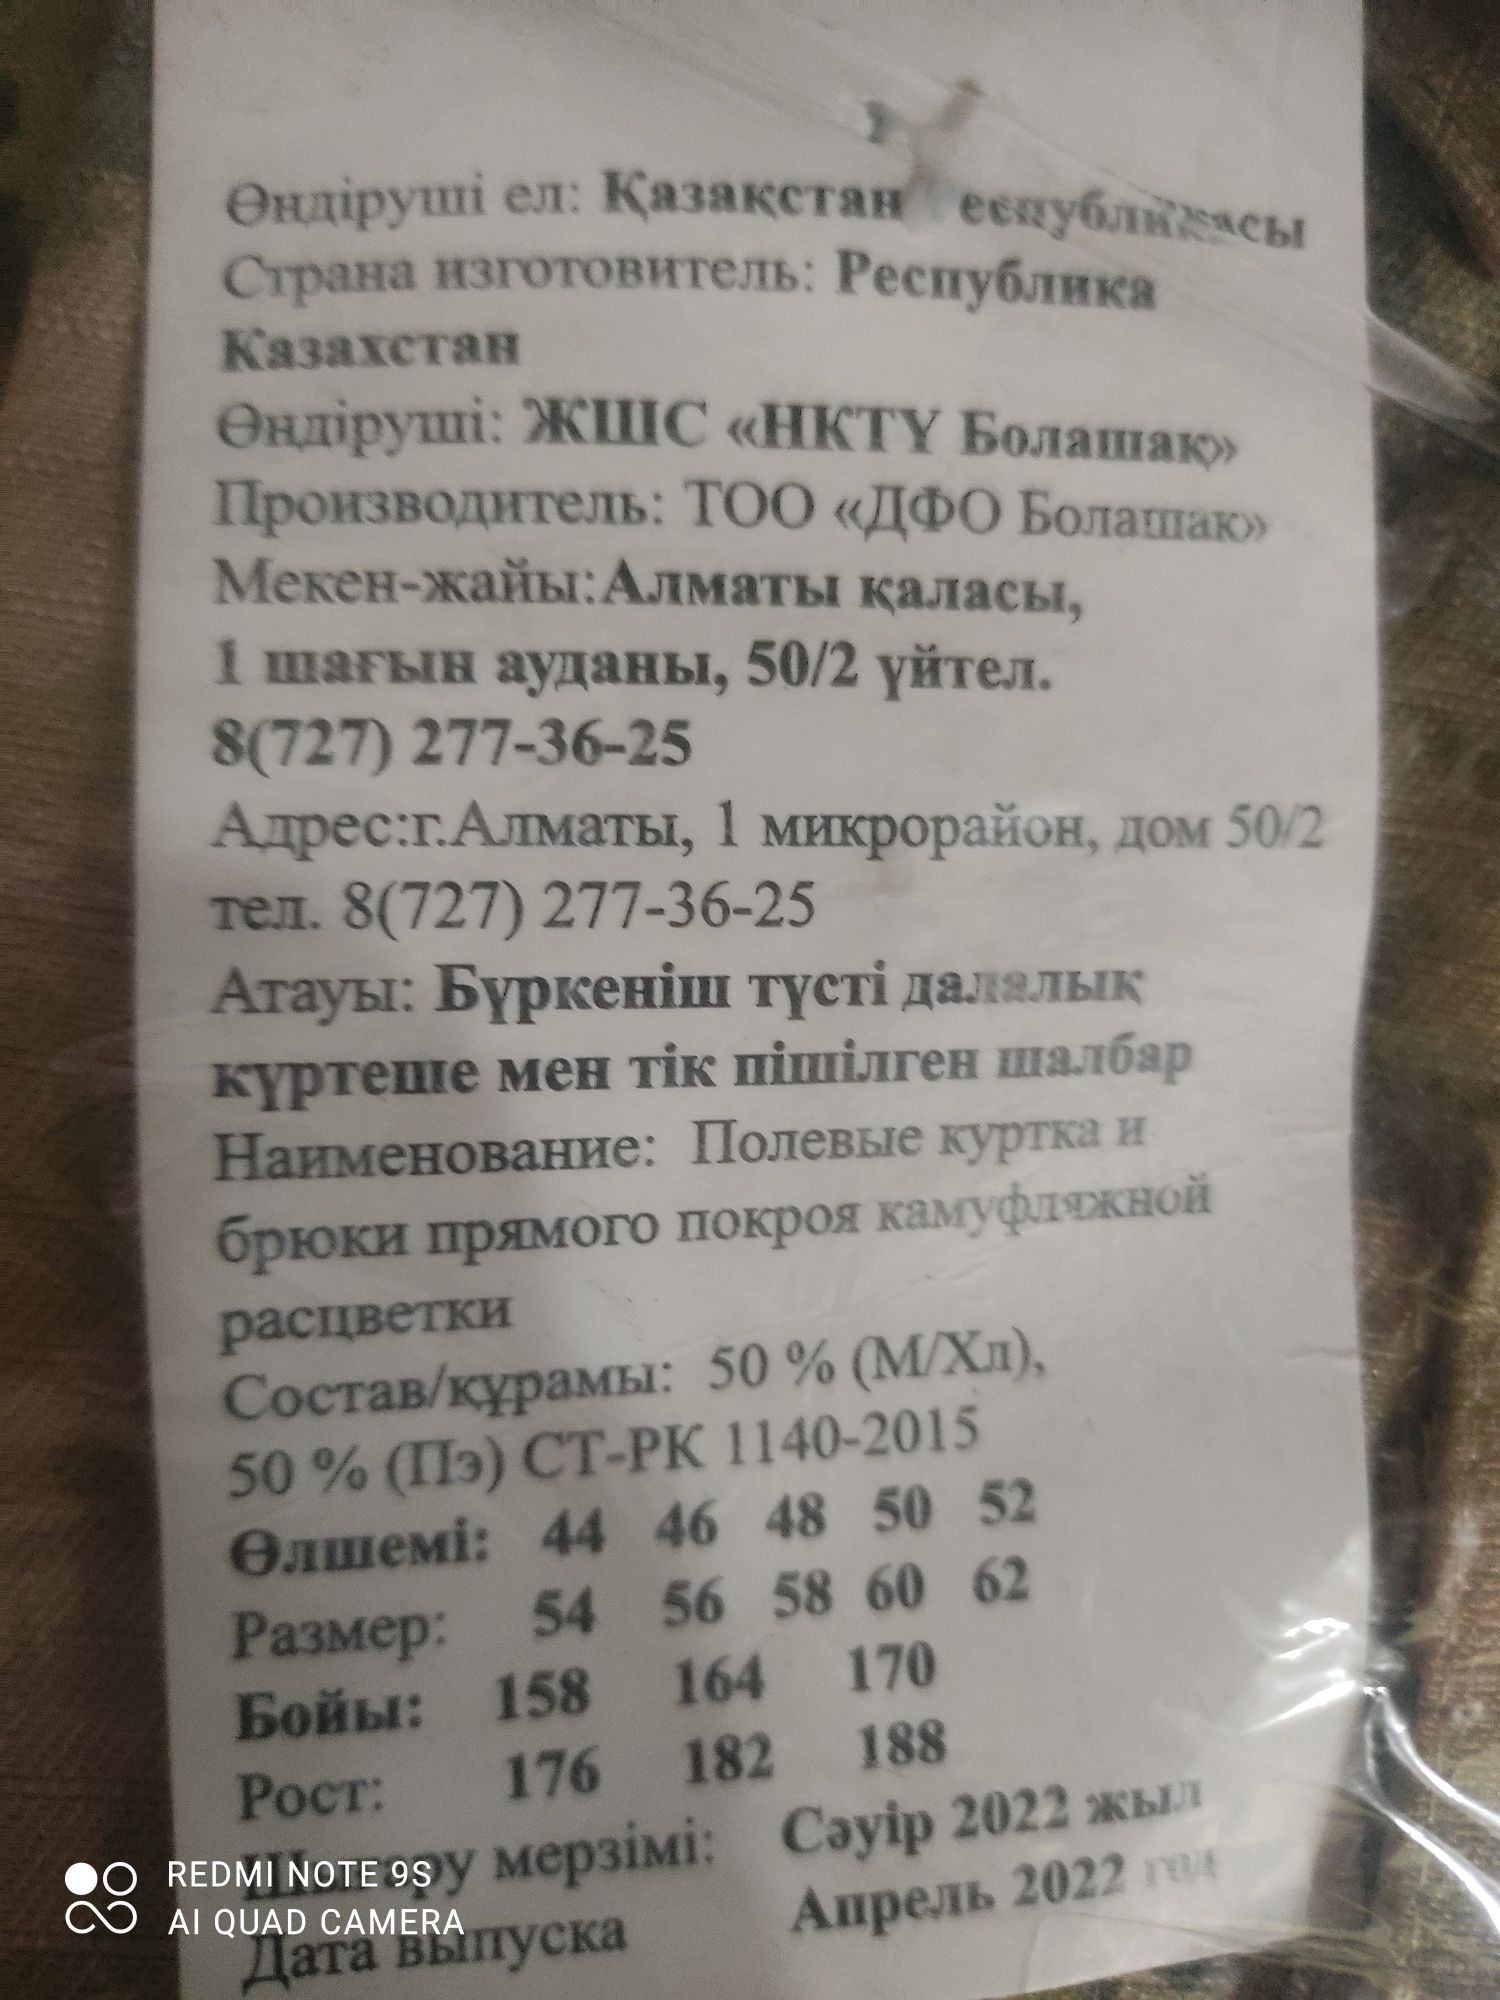 Өндіруші ел: Қазақстан еспубликасы
Страна изготовитель: Республика
Казахстан
Өндіруші: ЖШС «НКТҮ Болашақ»
Производитель: ТОО «ДФО Болашак»
Мекен-жайы:Алматы қаласы,
1 шағын ауданы, 50/2 үйтел.
8(727) 277-36-25
Адрес:г.Алматы, 1 микрорайон, дом 50/2
тел. 8(727) 277-36-25
Атауы: Бүркеніш түсті далалық
күртеше мен тік пішілген шалбар
Наименование: Полевые куртка и
брюки прямого покроя камуфляжной
расцветки
Состав/құрамы: 50 % (М/Хл),
50 % (Пэ) СТ-РК 1140-2015
Өлшемі: 44 46 48 50 52
Размер: 54 56 58 60 62
Бойы: 158 164 170
Рост: 176 182 188
Шығару мерзімі: Сәуір 2022 жыл
Дата выпуска Апрель 2022 год
REDMI NOTE 9S
AI QUAD CAMERA